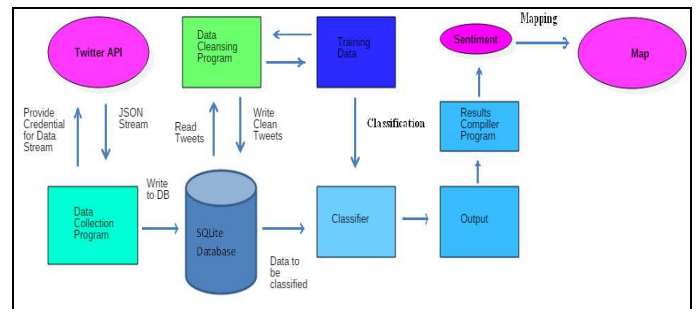 Mapping
Twitter API
Data
Cleansing
Program
Training
Data
Sentiment
Map
Provide
Credential
for Data
Stream
JSON
Stream
Read
Tweets
Write
Clean
Tweets
Classification
Results
Compiller
Program
Write
to DB
Data
Collection
Program
SQLite
Database
Data to
be
classified
Classifier
Output